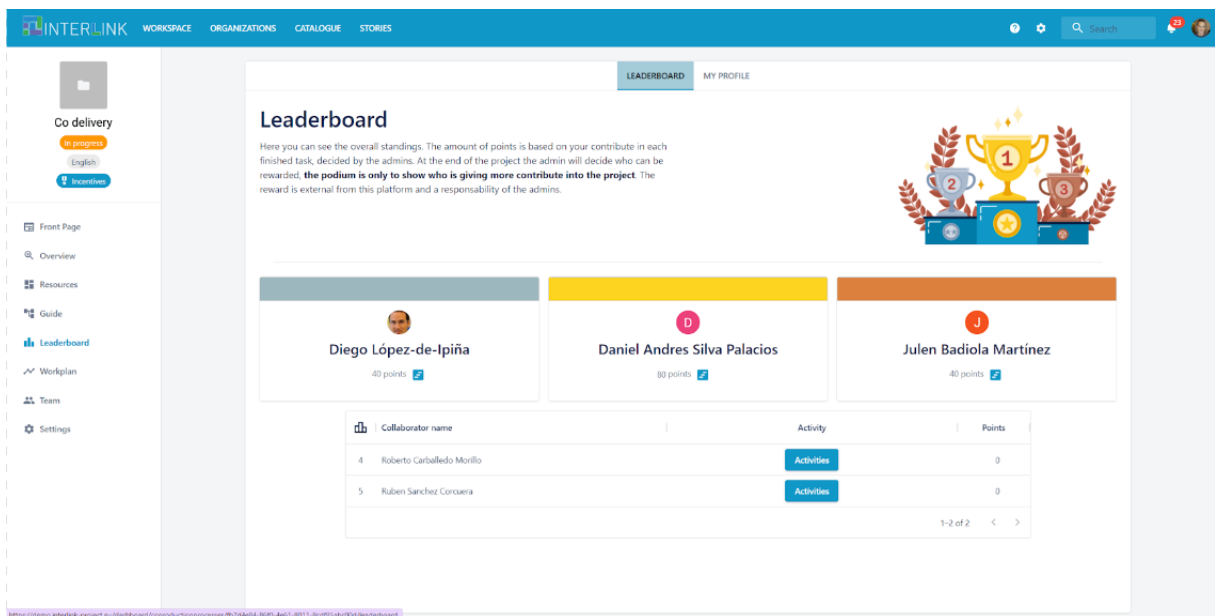 INTERLINK WORKSPACE ORGANIZATIONS CATALOGUE STORIES Search 23
Co delivery
In progress
English
Incentives
Front Page
Overview
Resources
Guide
Leaderboard
Workplan
Team
Settings
LEADERBOARD MY PROFILE
Leaderboard
Here you can see the overall standings. The amount of points is based on your contribute in each
finished task, decided by the admins. At the end of the project the admin will decide who can be
rewarded, the podium is only to show who is giving more contribute into the project. The
reward is external from this platform and a responsability of the admins.
2 1 3
Diego López-de-Ipiña
40 points
D
Daniel Andres Silva Palacios
80 points
J
Julen Badiola Martínez
40 points
Collaborator name Activity Points
4 Roberto Carballedo Morillo Activities 0
5 Ruben Sanchez Corcuera Activities 0
1-2 of 2